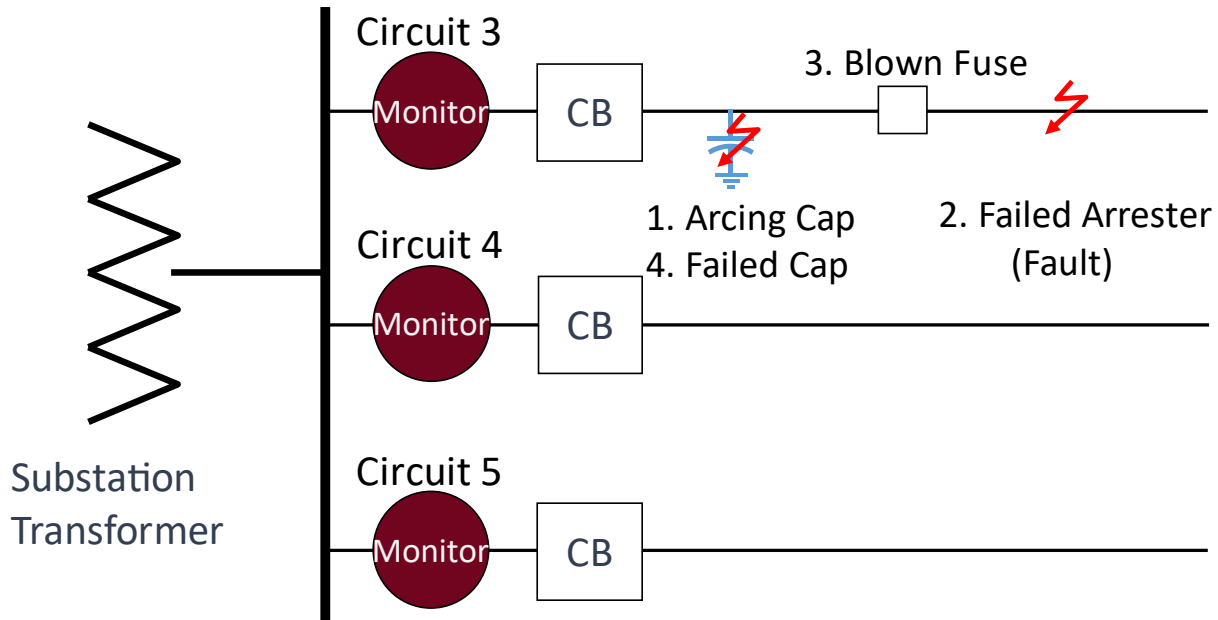 Circuit 3
Monitor
CB
3. Blown Fuse
1. Arcing Cap
4. Failed Cap
2. Failed Arrester
(Fault)
Circuit 4
Monitor
CB
Substation
Transformer
Circuit 5
Monitor
CB